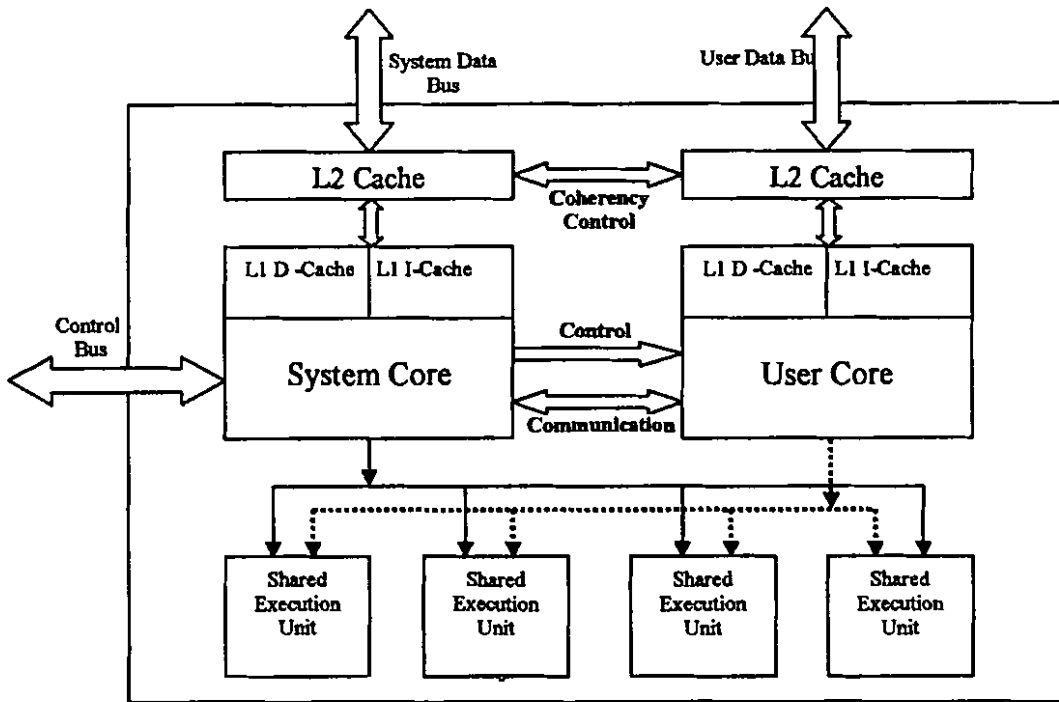 System Data
Bus
User Data Bu
L2 Cache
L2 Cache
Coherency
Control
L1 D -Cache
L1 I-Cache
L1 D -Cache
L1 I-Cache
Control
Bus
Control
System Core
User Core
Communication
Shared
Execution
Unit
Shared
Execution
Unit
Shared
Execution
Unit
Shared
Execution
Unit